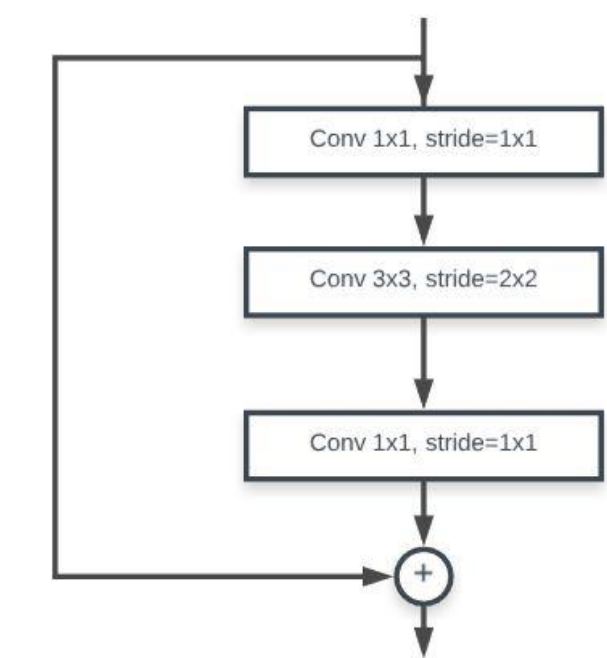 Conv 1x1, stride=1x1
Conv 3x3, stride=2x2
Conv 1x1, stride=1x1
+